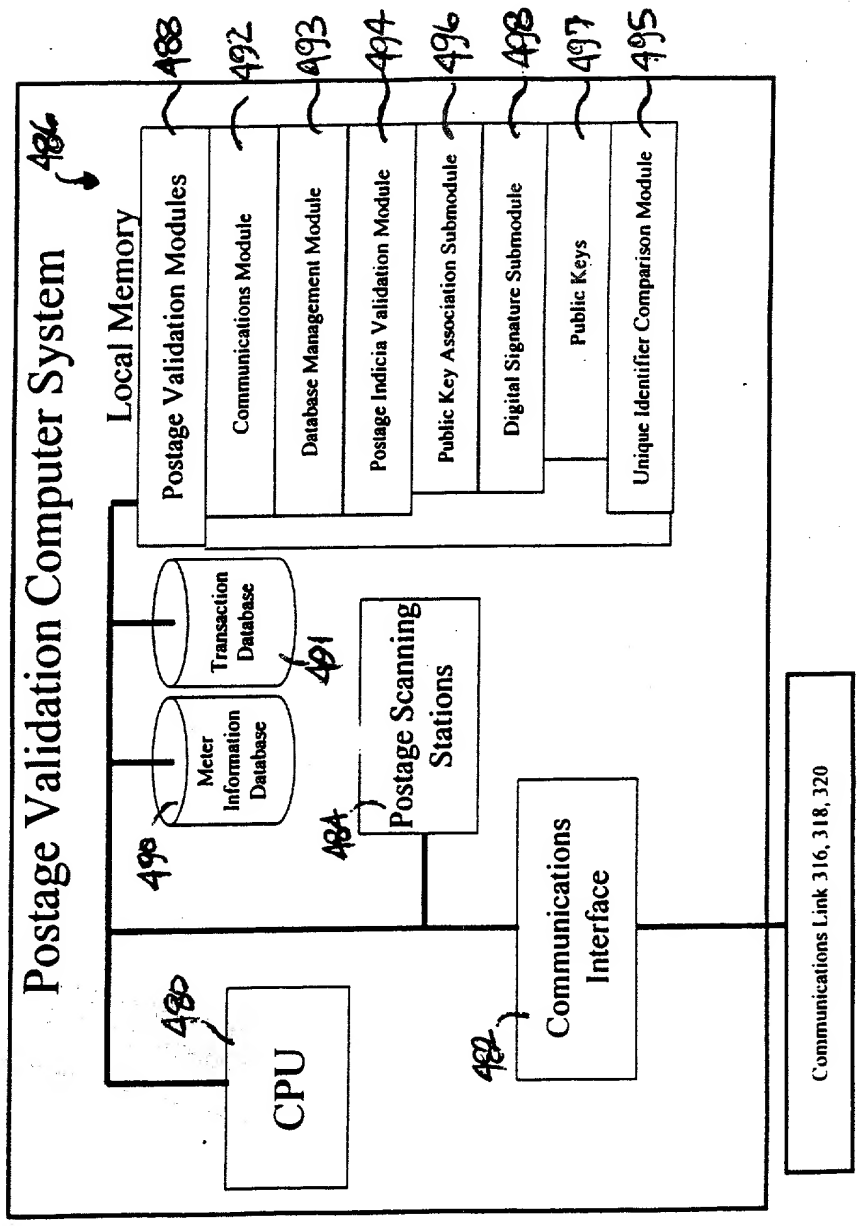 Postage Validation Computer System
486
Local Memory
CPU
480
Meter
Information
Database
490
Transaction
Database
491
Postage Scanning
Stations
484
Communications
Interface
482
Postage Validation Modules
488
Communications Module
492
Database Management Module
493
Postage Indicia Validation Module
494
Public Key Association Submodule
496
Digital Signature Submodule
498
Public Keys
497
Unique Identifier Comparison Module
495
Communications Link 316, 318, 320